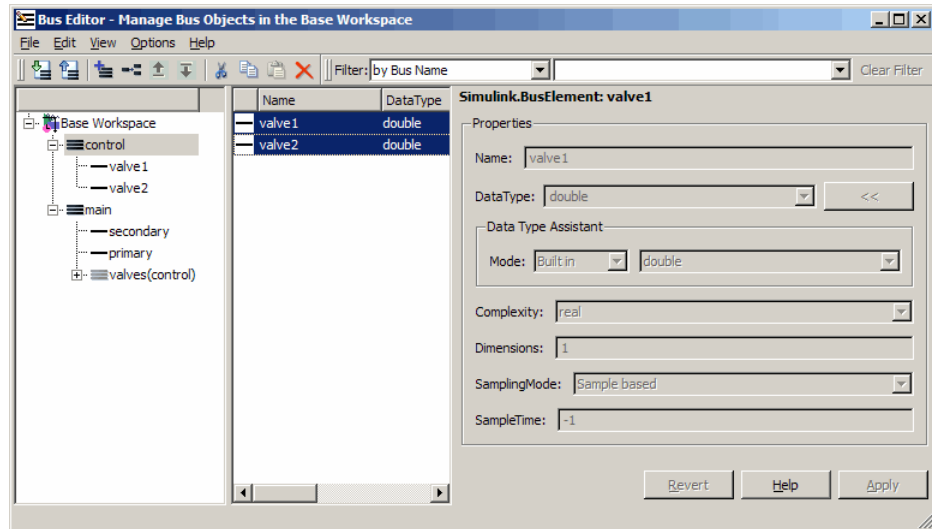 Bus Editor - Manage Bus Objects in the Base Workspace
File Edit View Options Help
Filter: by Bus Name Clear Filter
Name DataType
valve1 double
valve2 double
Base Workspace
control
valve1
valve2
main
secondary
primary
valves(control)
Simulink.BusElement: valve1
Properties
Name: valve1
DataType: double <<
Data Type Assistant
Mode: Built in double
Complexity: real
Dimensions: 1
SamplingMode: Sample based
SampleTime: -1
Revert Help Apply